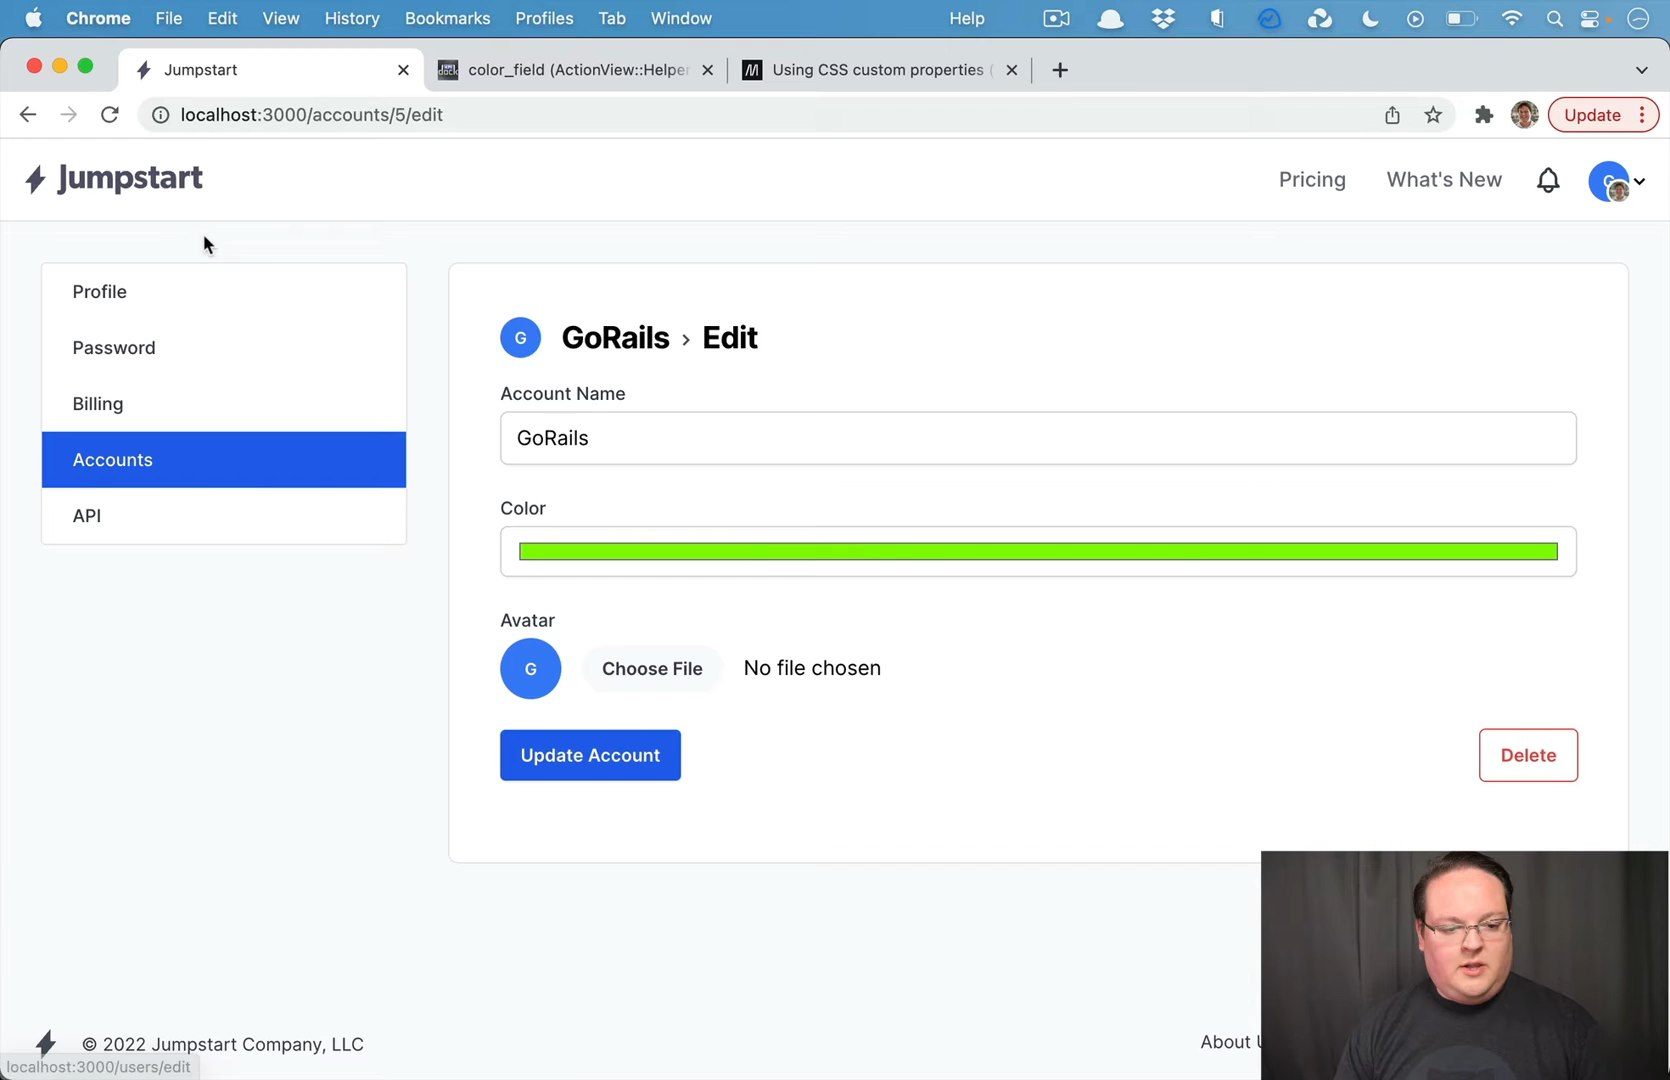 Chrome File Edit View History Bookmarks Profiles Tab Window Help
Jumpstart
color_field (ActionView::Helper
Using CSS custom properties (
localhost:3000/accounts/5/edit
Update
Jumpstart
Pricing
What's New
G
Profile
Password
Billing
Accounts
API
G
GoRails › Edit
Account Name
GoRails
Color
Avatar
G
Choose File
No file chosen
Update Account
Delete
© 2022 Jumpstart Company, LLC
About
localhost:3000/users/edit